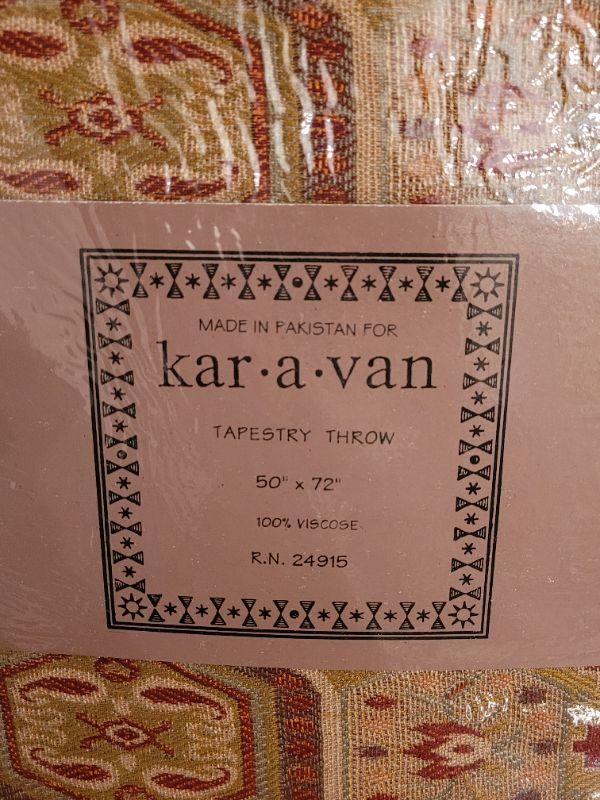 MADE IN PAKISTAN FOR
kar·a·van
TAPESTRY THROW
50" x 72"
100% VISCOSE
R.N. 24915